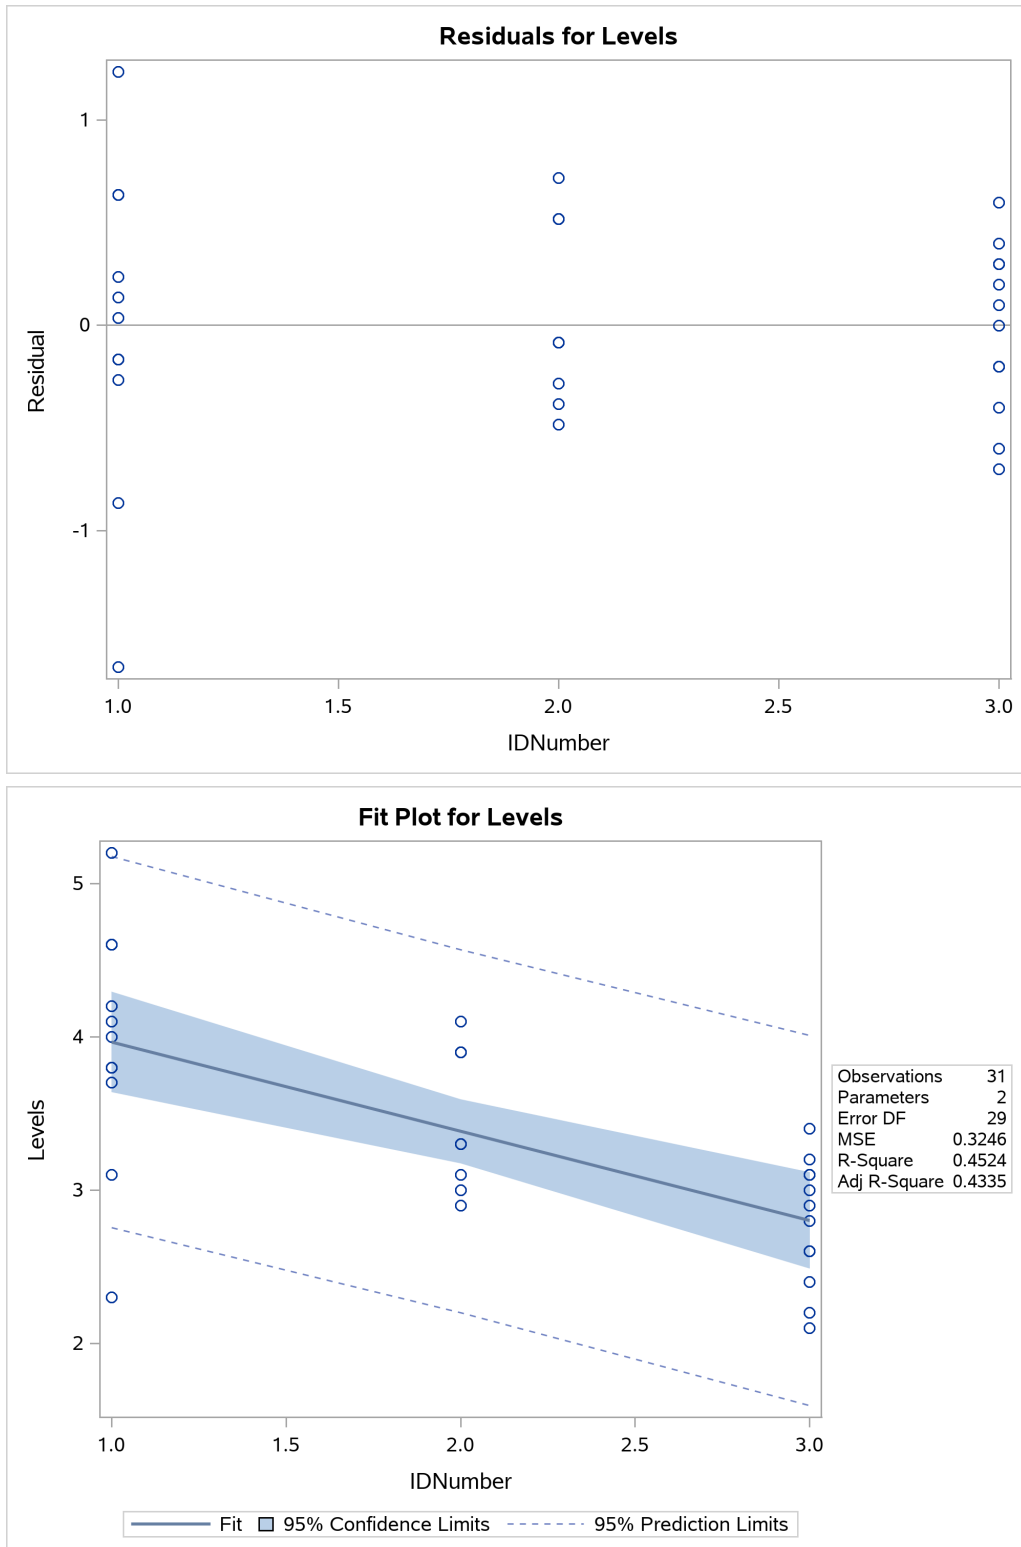 Residuals for Levels
1
0
-1
Residual
1.0 1.5 2.0 2.5 3.0
IDNumber
Fit Plot for Levels
5
4
3
2
Levels
Observations 31
Parameters 2
Error DF 29
MSE 0.3246
R-Square 0.4524
Adj R-Square 0.4335
1.0 1.5 2.0 2.5 3.0
IDNumber
Fit 95% Confidence Limits 95% Prediction Limits